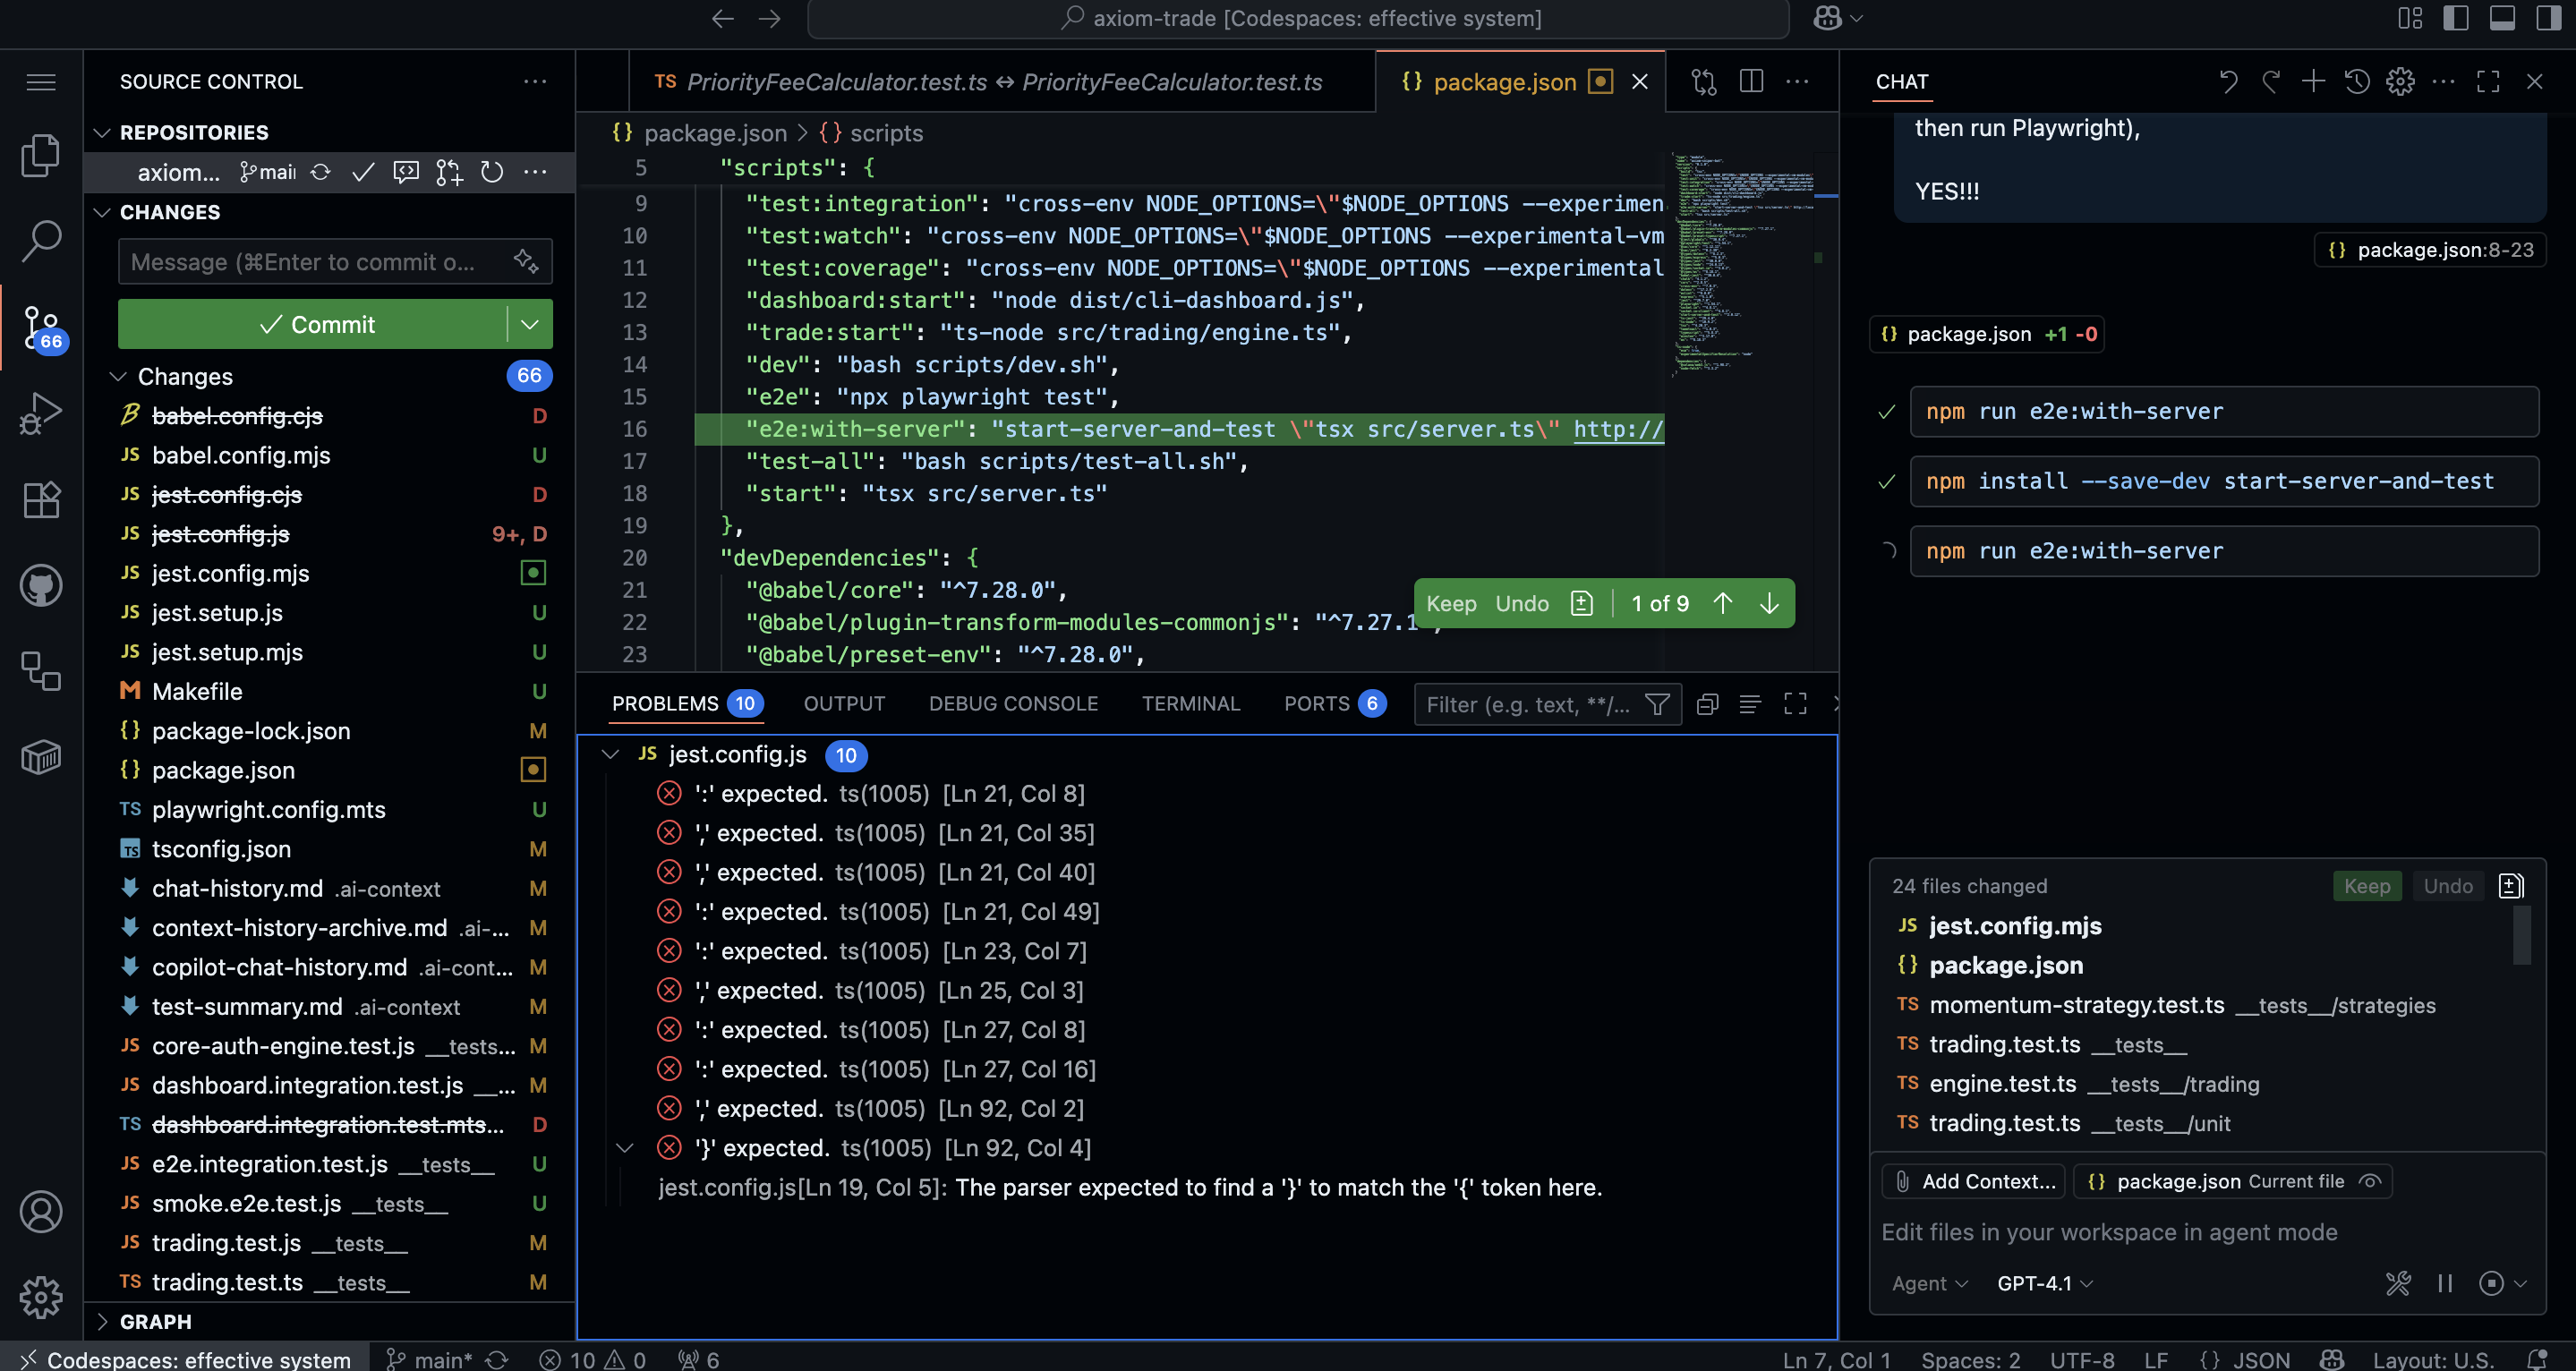 axiom-trade [Codespaces: effective system]
SOURCE CONTROL
REPOSITORIES
axiom... mai
CHANGES
Message (⌘Enter to commit o...
Commit
Changes 66
66
babel.config.cjs D
babel.config.mjs U
jest.config.cjs D
jest.config.js 9+, D
jest.config.mjs
jest.setup.js U
jest.setup.mjs U
Makefile U
package-lock.json M
package.json
playwright.config.mts U
tsconfig.json M
chat-history.md .ai-context M
context-history-archive.md .ai-... M
copilot-chat-history.md .ai-cont... M
test-summary.md .ai-context M
core-auth-engine.test.js __tests... M
dashboard.integration.test.js __... M
dashboard.integration.test.mts... D
e2e.integration.test.js __tests__ U
smoke.e2e.test.js __tests__ U
trading.test.js __tests__ M
trading.test.ts __tests__ M
GRAPH
TS PriorityFeeCalculator.test.ts ↔ PriorityFeeCalculator.test.ts
{} package.json
{} package.json > {} scripts
5 "scripts": {
9 "test:integration": "cross-env NODE_OPTIONS=\"$NODE_OPTIONS --experimen
10 "test:watch": "cross-env NODE_OPTIONS=\"$NODE_OPTIONS --experimental-vm
11 "test:coverage": "cross-env NODE_OPTIONS=\"$NODE_OPTIONS --experimental
12 "dashboard:start": "node dist/cli-dashboard.js",
13 "trade:start": "ts-node src/trading/engine.ts",
14 "dev": "bash scripts/dev.sh",
15 "e2e": "npx playwright test",
16 "e2e:with-server": "start-server-and-test \"tsx src/server.ts\" http://
17 "test-all": "bash scripts/test-all.sh",
18 "start": "tsx src/server.ts"
19 },
20 "devDependencies": {
21 "@babel/core": "^7.28.0",
22 "@babel/plugin-transform-modules-commonjs": "^7.27.1",
23 "@babel/preset-env": "^7.28.0",
Keep Undo 1 of 9
PROBLEMS 10 OUTPUT DEBUG CONSOLE TERMINAL PORTS 6 Filter (e.g. text, **/...
JS jest.config.js 10
':' expected. ts(1005) [Ln 21, Col 8]
',' expected. ts(1005) [Ln 21, Col 35]
',' expected. ts(1005) [Ln 21, Col 40]
':' expected. ts(1005) [Ln 21, Col 49]
':' expected. ts(1005) [Ln 23, Col 7]
',' expected. ts(1005) [Ln 25, Col 3]
':' expected. ts(1005) [Ln 27, Col 8]
':' expected. ts(1005) [Ln 27, Col 16]
',' expected. ts(1005) [Ln 92, Col 2]
'}' expected. ts(1005) [Ln 92, Col 4]
jest.config.js[Ln 19, Col 5]: The parser expected to find a '}' to match the '{' token here.
CHAT
then run Playwright),
YES!!!
{} package.json:8-23
{} package.json +1 -0
npm run e2e:with-server
npm install --save-dev start-server-and-test
npm run e2e:with-server
24 files changed Keep Undo
JS jest.config.mjs
{} package.json
TS momentum-strategy.test.ts __tests__/strategies
TS trading.test.ts __tests__
TS engine.test.ts __tests__/trading
TS trading.test.ts __tests__/unit
Add Context... {} package.json Current file
Edit files in your workspace in agent mode
Agent GPT-4.1
Codespaces: effective system main* 10 0 6
Ln 7, Col 1 Spaces: 2 UTF-8 LF {} JSON Layout: U.S.